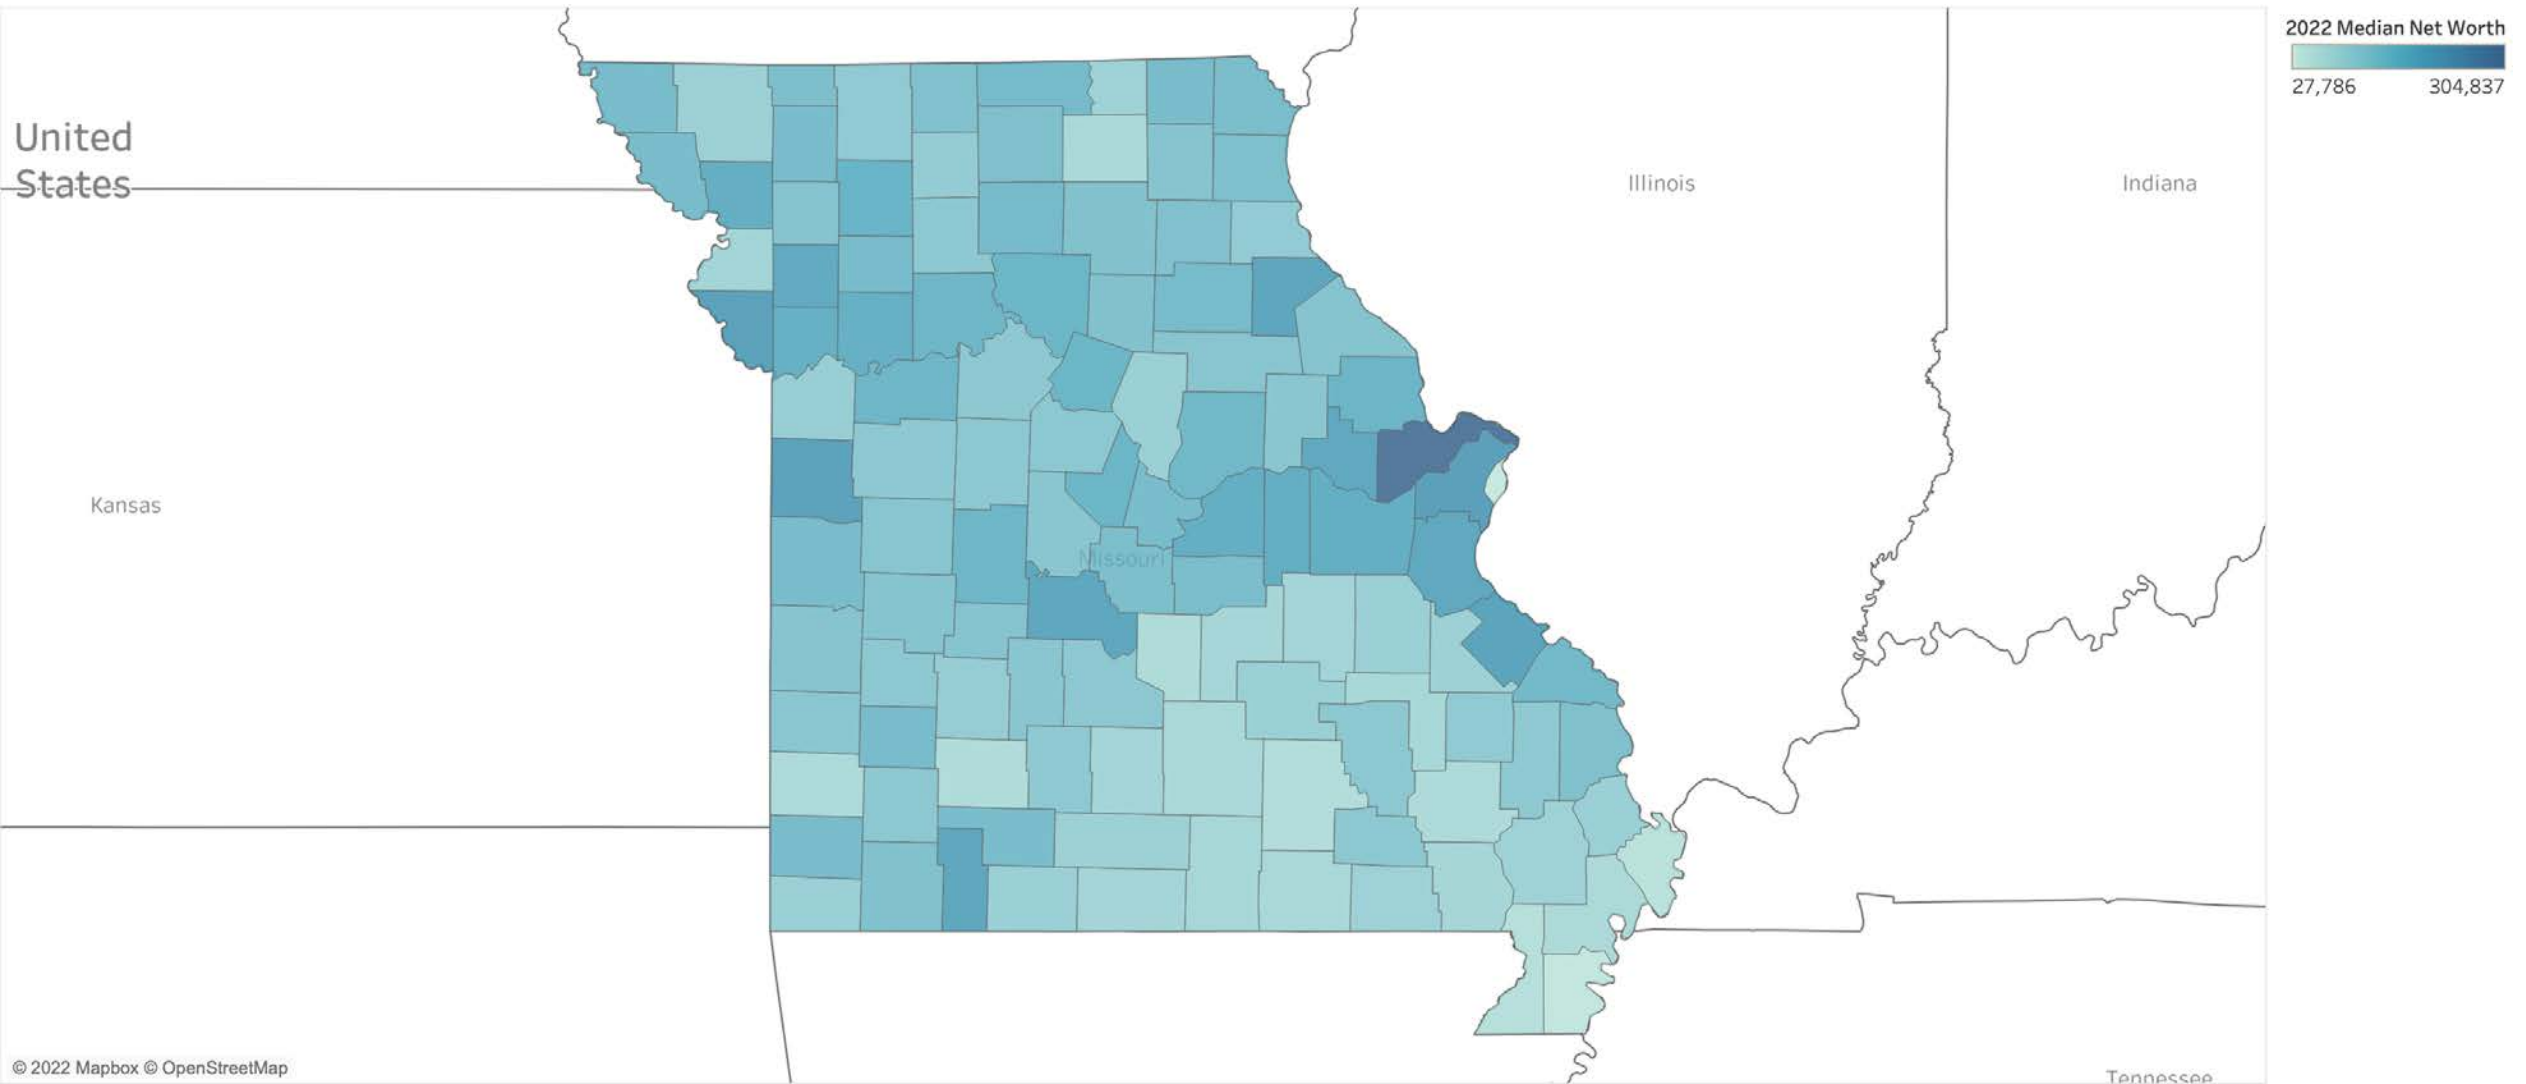 2022 Median Net Worth
27,786 304,837
United
States
Illinois
Indiana
Kansas
Missouri
Tennessee
© 2022 Mapbox © OpenStreetMap